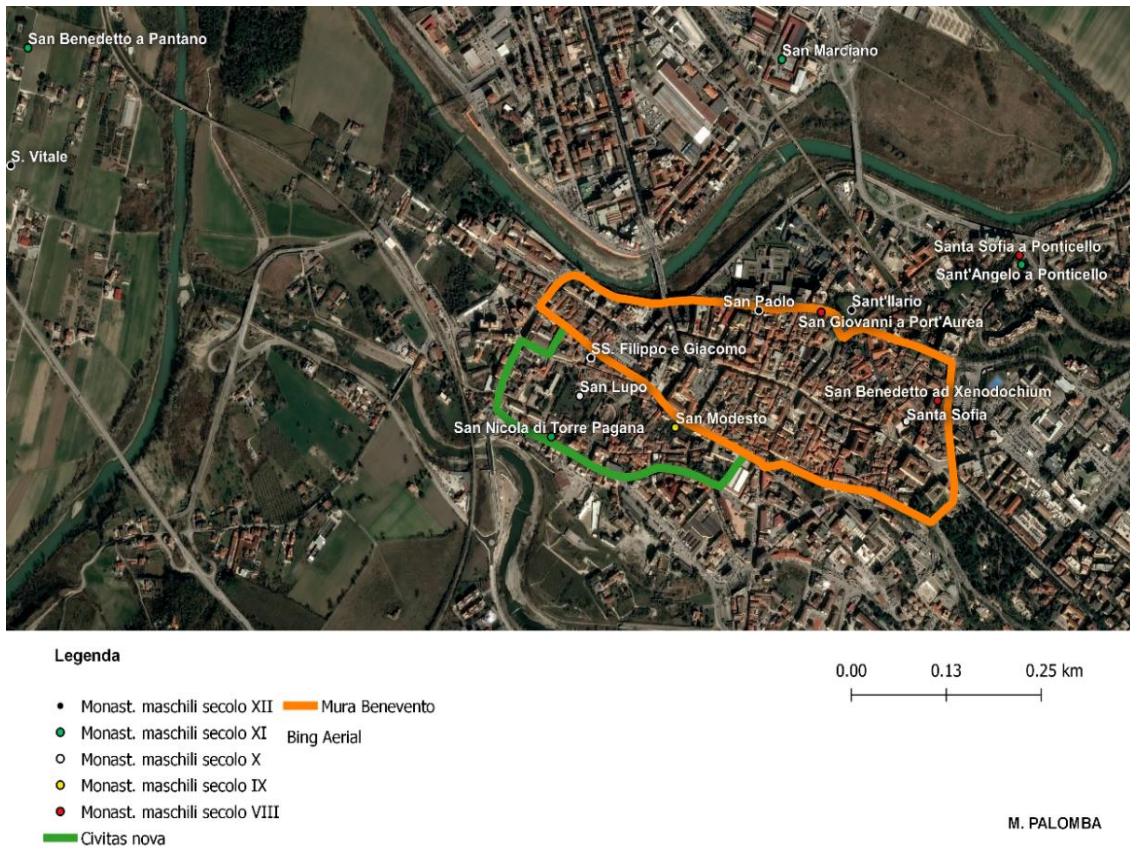 San Benedetto a Pantano
San Marciano
S. Vitale
Santa Sofia a Ponticello
Sant'Angelo a Ponticello
San Paolo
Sant'Ilario
San Giovanni a Port'Aurea
SS. Filippo e Giacomo
San Lupo
San Benedetto ad Xenodochium
San Modesto
Santa Sofia
San Nicola di Torre Pagana
Legenda
0.00 0.13 0.25 km
Monast. maschili secolo XII
Mura Benevento
Monast. maschili secolo XI
Bing Aerial
Monast. maschili secolo X
Monast. maschili secolo IX
Monast. maschili secolo VIII
Civitas nova
M. PALOMBA